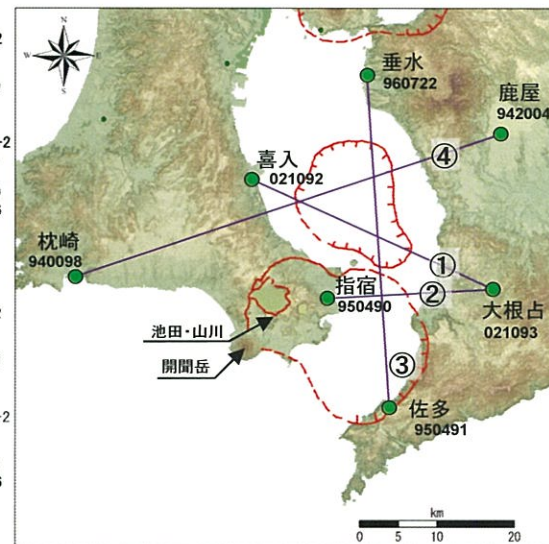 N
W
E
S
垂水
960722
鹿屋
942004
④
喜入
021092
枕崎
940098
①
指宿
950490
②
大根占
021093
池田・山川
開聞岳
③
佐多
950491
km
0 5 10 20